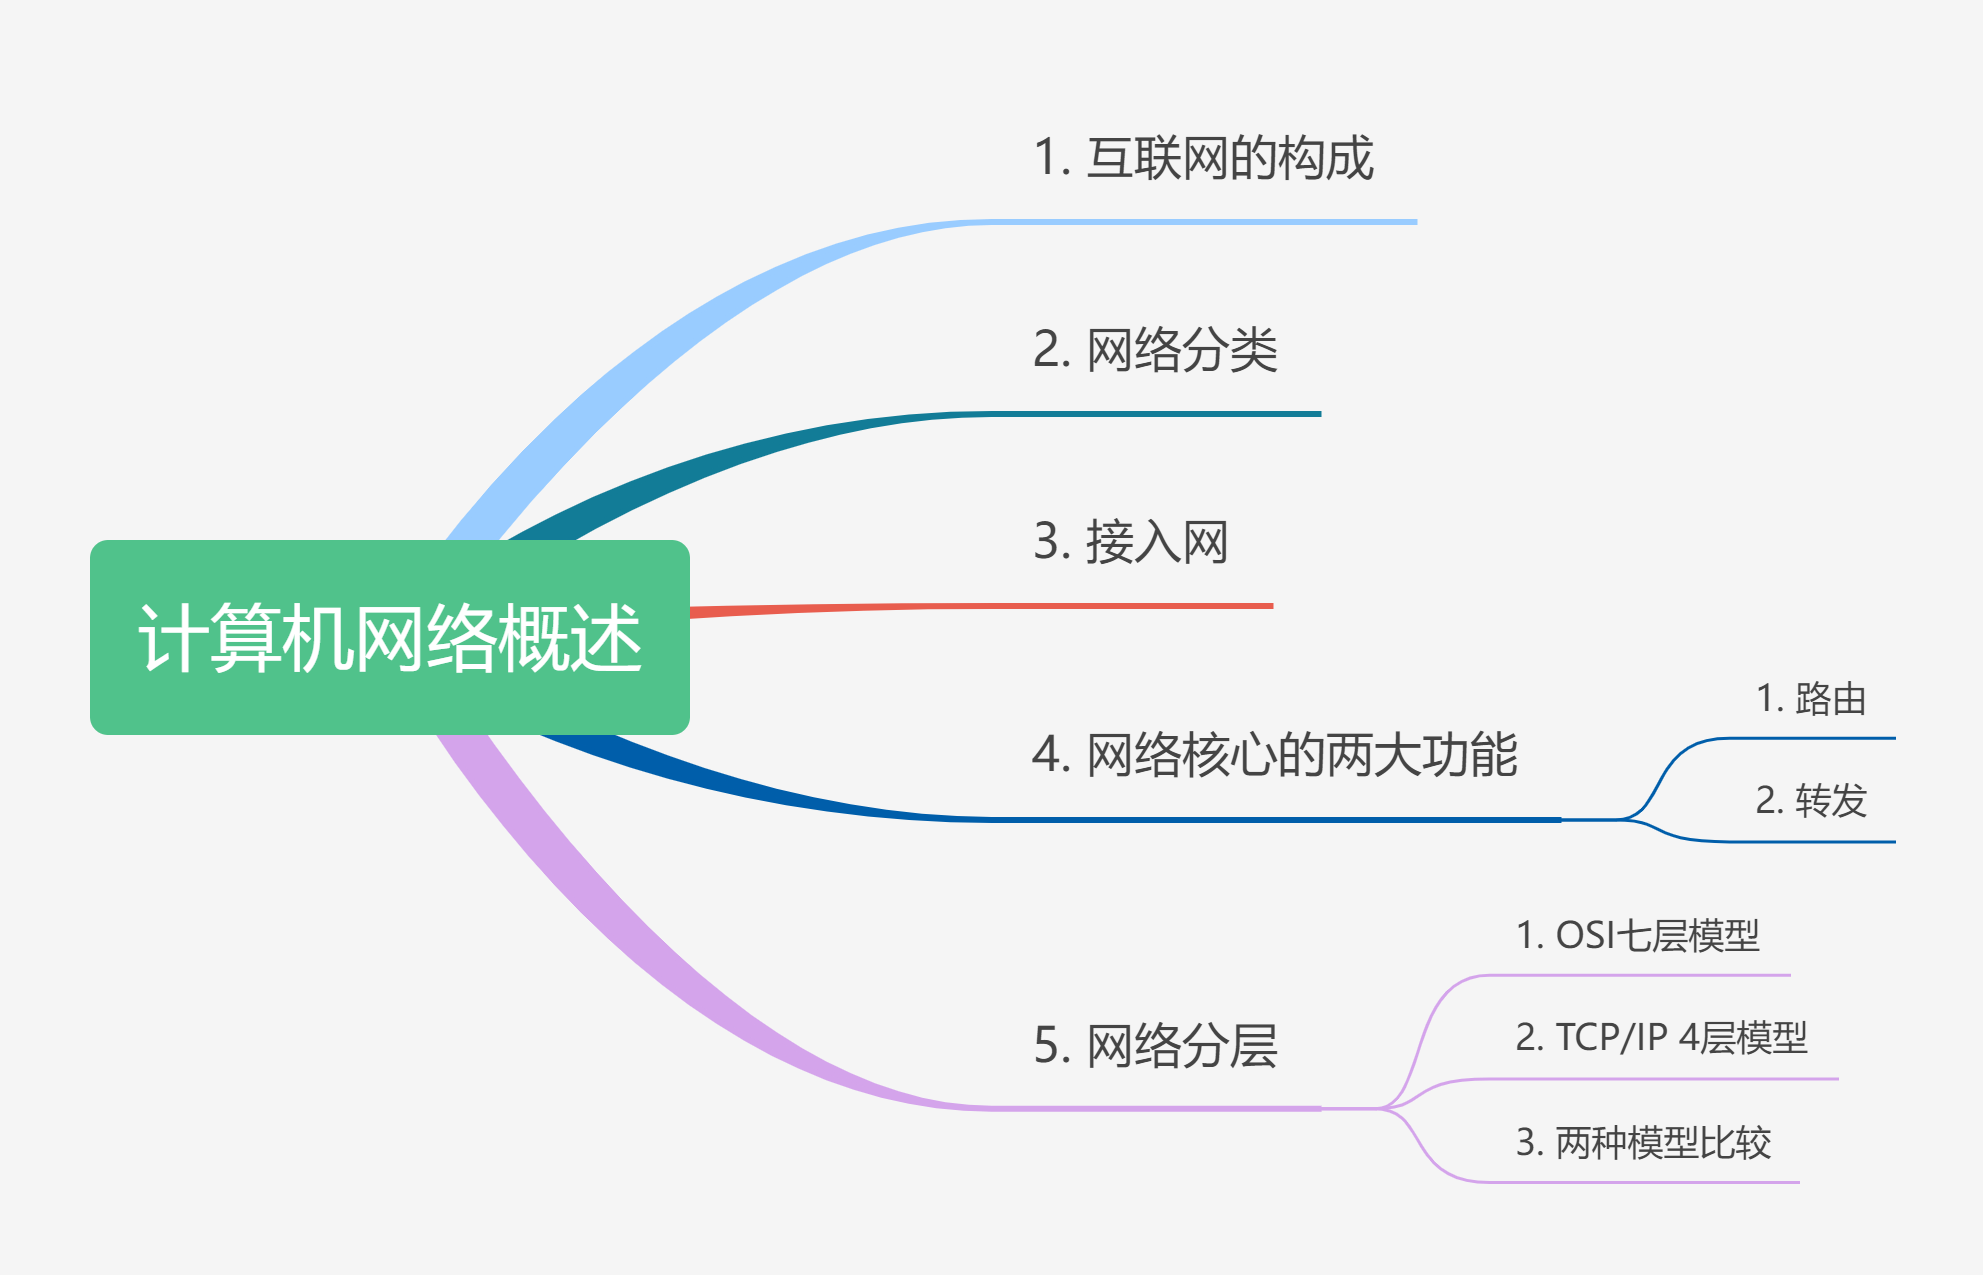 计算机网络概述
1. 互联网的构成
2. 网络分类
3. 接入网
4. 网络核心的两大功能
1. 路由
2. 转发
5. 网络分层
1. OSI七层模型
2. TCP/IP 4层模型
3. 两种模型比较